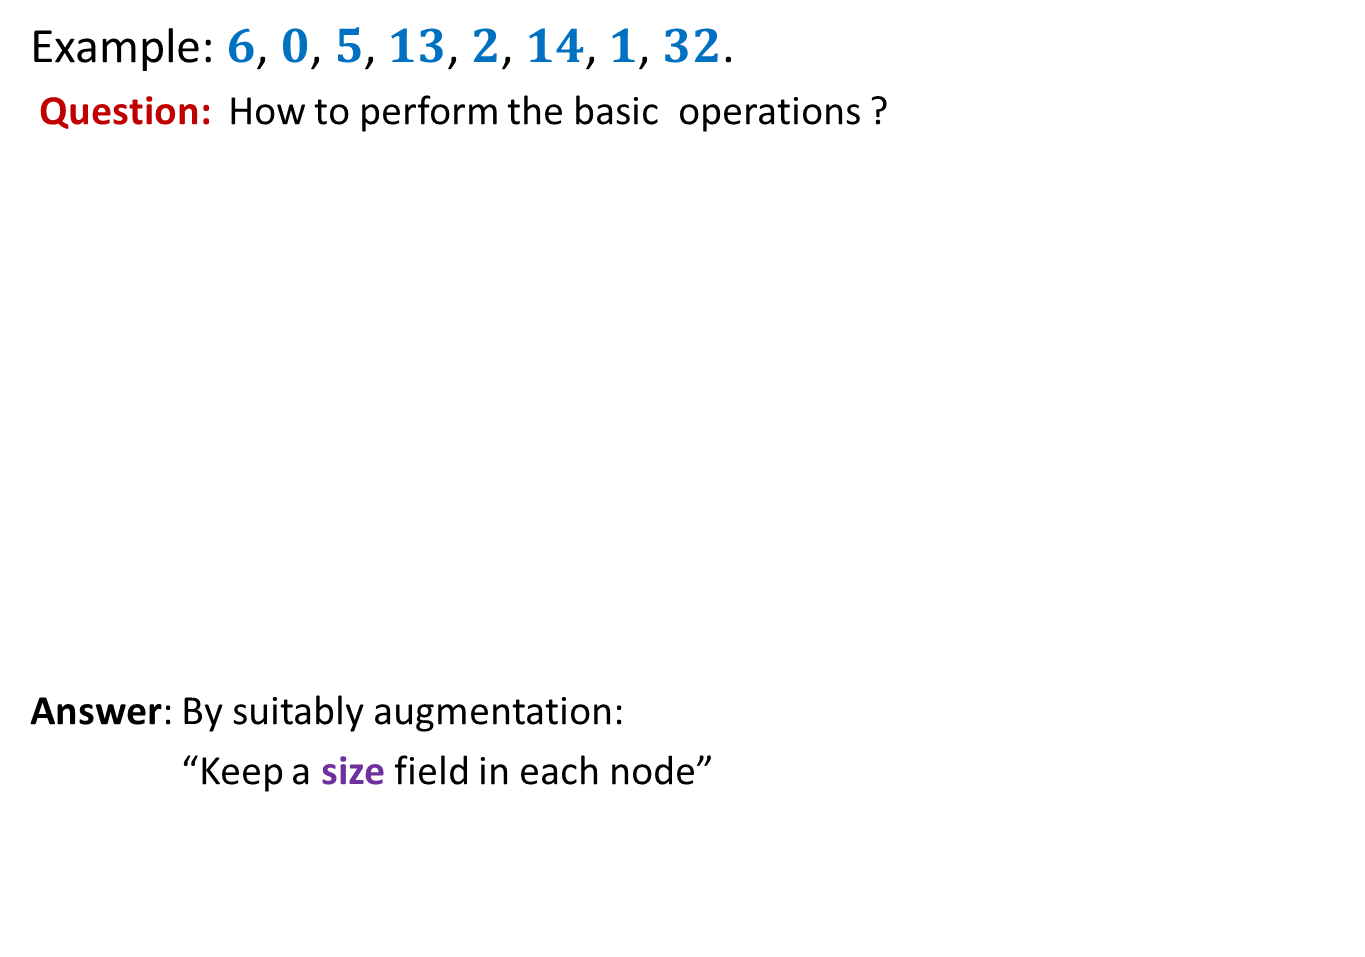 Example: 6, 0, 5, 13, 2, 14, 1, 32.
Question: How to perform the basic operations ?
Answer: By suitably augmentation:
“Keep a size field in each node”